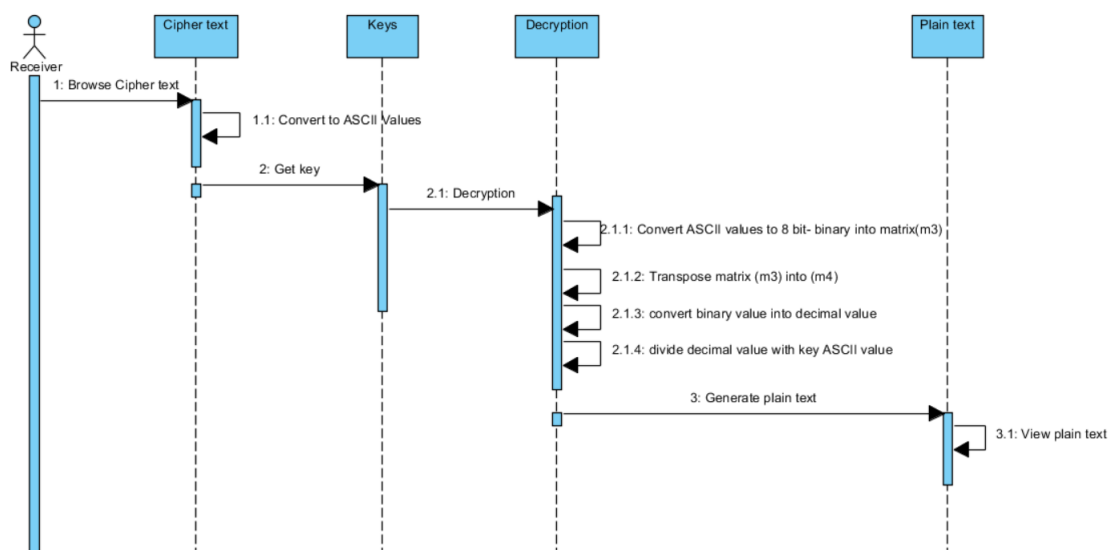 Cipher text
Keys
Decryption
Plain text
Receiver
1: Browse Cipher text
1.1: Convert to ASCII Values
2: Get key
2.1: Decryption
2.1.1: Convert ASCII values to 8 bit- binary into matrix(m3)
2.1.2: Transpose matrix (m3) into (m4)
2.1.3: convert binary value into decimal value
2.1.4: divide decimal value with key ASCII value
3: Generate plain text
3.1: View plain text